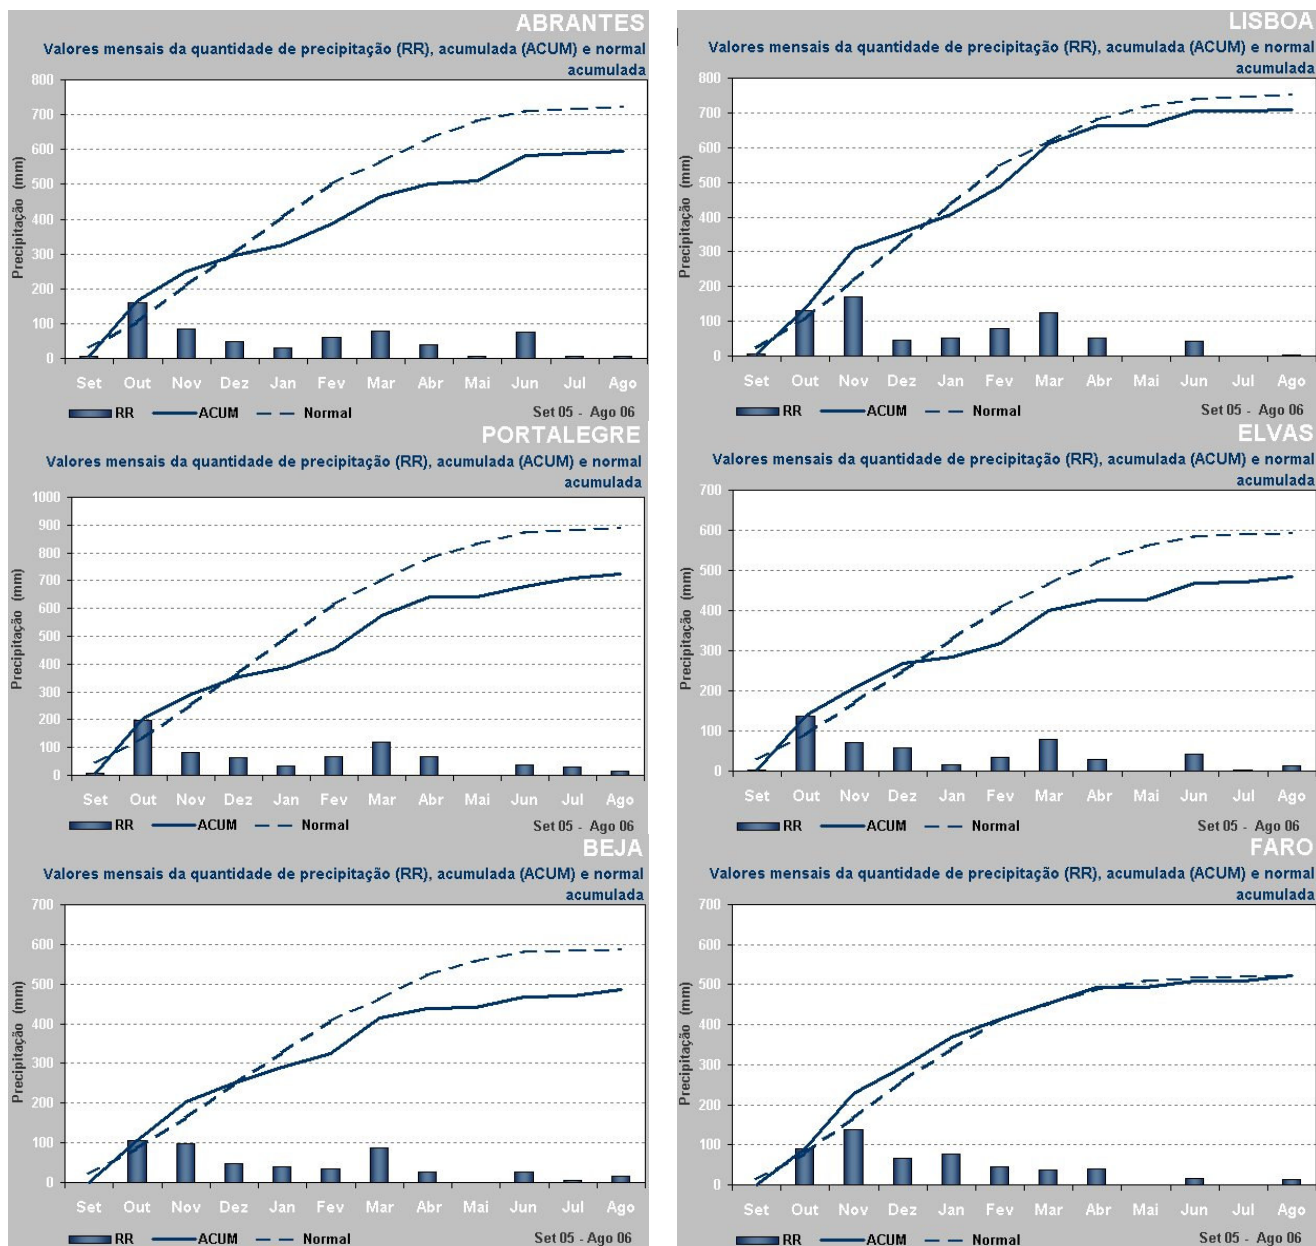 ABRANTES
Valores mensais da quantidade de precipitação (RR), acumulada (ACUM) e normal
acumulada
Precipitação (mm)
800
700
600
500
400
300
200
100
0
Set Out Nov Dez Jan Fev Mar Abr Mai Jun Jul Ago
RR ACUM Normal Set 05 - Ago 06
LISBOA
Valores mensais da quantidade de precipitação (RR), acumulada (ACUM) e normal
acumulada
Precipitação (mm)
800
700
600
500
400
300
200
100
0
Set Out Nov Dez Jan Fev Mar Abr Mai Jun Jul Ago
RR ACUM Normal Set 05 - Ago 06
PORTALEGRE
Valores mensais da quantidade de precipitação (RR), acumulada (ACUM) e normal
acumulada
Precipitação (mm)
1000
900
800
700
600
500
400
300
200
100
0
Set Out Nov Dez Jan Fev Mar Abr Mai Jun Jul Ago
RR ACUM Normal Set 05 - Ago 06
ELVAS
Valores mensais da quantidade de precipitação (RR), acumulada (ACUM) e normal
acumulada
Precipitação (mm)
700
600
500
400
300
200
100
0
Set Out Nov Dez Jan Fev Mar Abr Mai Jun Jul Ago
RR ACUM Normal Set 05 - Ago 06
BEJA
Valores mensais da quantidade de precipitação (RR), acumulada (ACUM) e normal
acumulada
Precipitação (mm)
700
600
500
400
300
200
100
0
Set Out Nov Dez Jan Fev Mar Abr Mai Jun Jul Ago
RR ACUM Normal Set 05 - Ago 06
FARO
Valores mensais da quantidade de precipitação (RR), acumulada (ACUM) e normal
acumulada
Precipitação (mm)
700
600
500
400
300
200
100
0
Set Out Nov Dez Jan Fev Mar Abr Mai Jun Jul Ago
RR ACUM Normal Set 05 - Ago 06